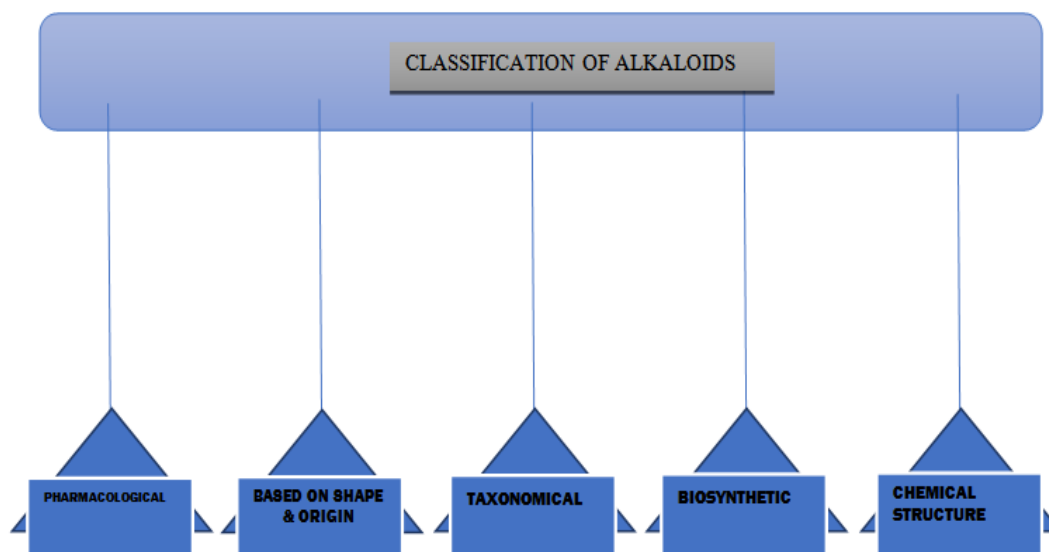 CLASSIFICATION OF ALKALOIDS
PHARMACOLOGICAL
BASED ON SHAPE
& ORIGIN
TAXONOMICAL
BIOSYNTHETIC
CHEMICAL
STRUCTURE